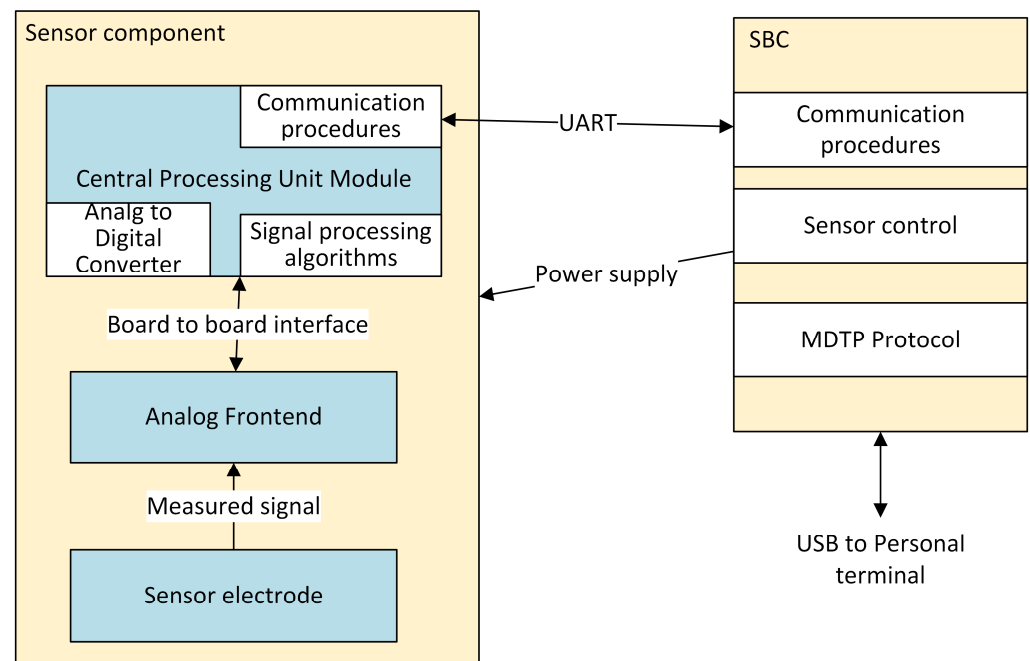 Sensor component
Communication
procedures
Central Processing Unit Module
Analg to
Digital
Converter
Signal processing
algorithms
Board to board interface
Analog Frontend
Measured signal
Sensor electrode
UART
Power supply
SBC
Communication
procedures
Sensor control
MDTP Protocol
USB to Personal
terminal